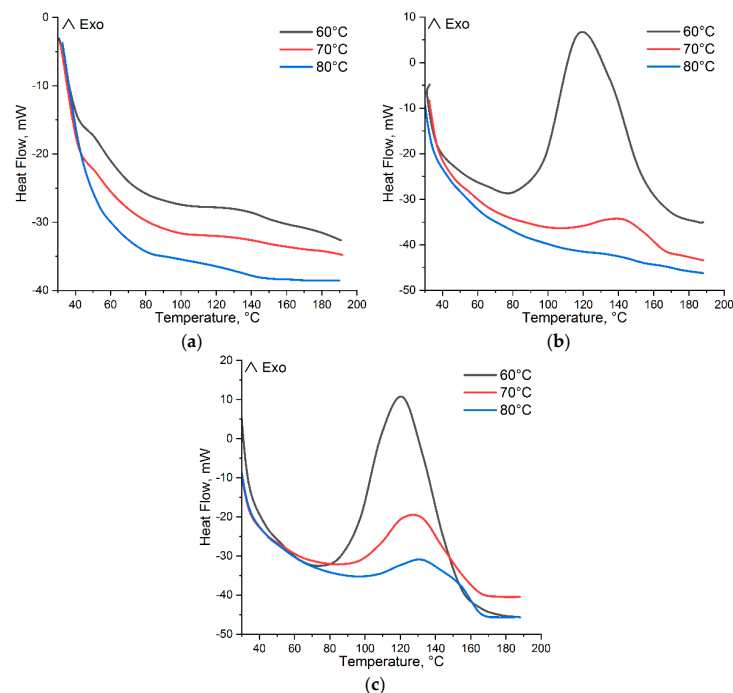 ^ Exo
60°C
70°C
80°C
Heat Flow, mW
0
-10
-20
-30
-40
40 60 80 100 120 140 160 180 200
Temperature, °C
(a)
^ Exo
60°C
70°C
80°C
Heat Flow, mW
10
0
-10
-20
-30
-40
-50
40 60 80 100 120 140 160 180 200
Temperature, °C
(b)
^ Exo
60°C
70°C
80°C
Heat Flow, mW
20
10
0
-10
-20
-30
-40
-50
40 60 80 100 120 140 160 180 200
Temperature, °C
(c)